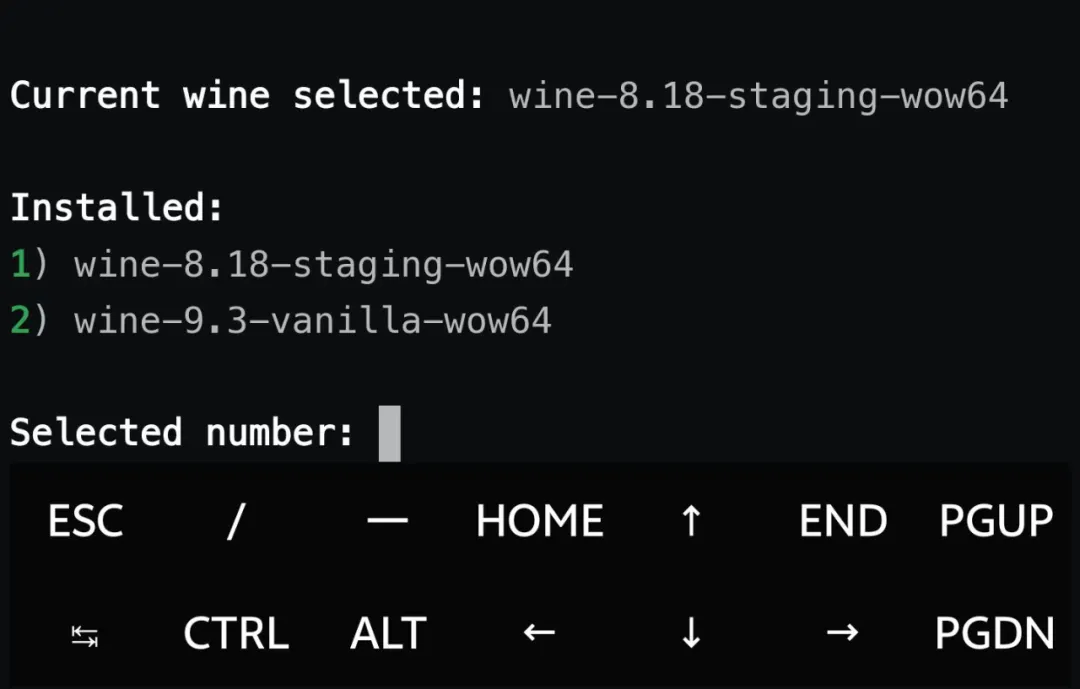 Current wine selected: wine-8.18-staging-wow64
Installed:
1) wine-8.18-staging-wow64
2) wine-9.3-vanilla-wow64
Selected number:
ESC / — HOME ↑ END PGUP
↹ CTRL ALT ← ↓ → PGDN